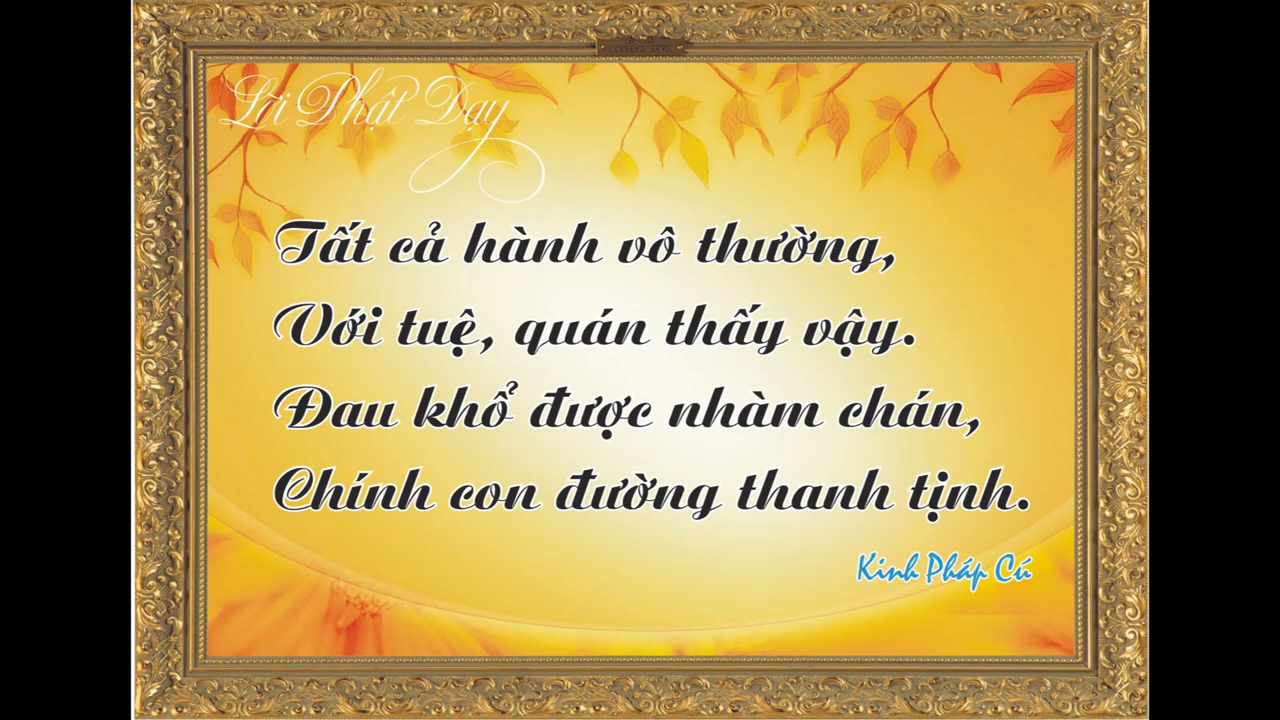 Lời Phật Dạy
Tất cả hành vô thường,
Với tuệ, quán thấy vậy.
Đau khổ được nhàm chán,
Chính con đường thanh tịnh.
Kinh Pháp Cú